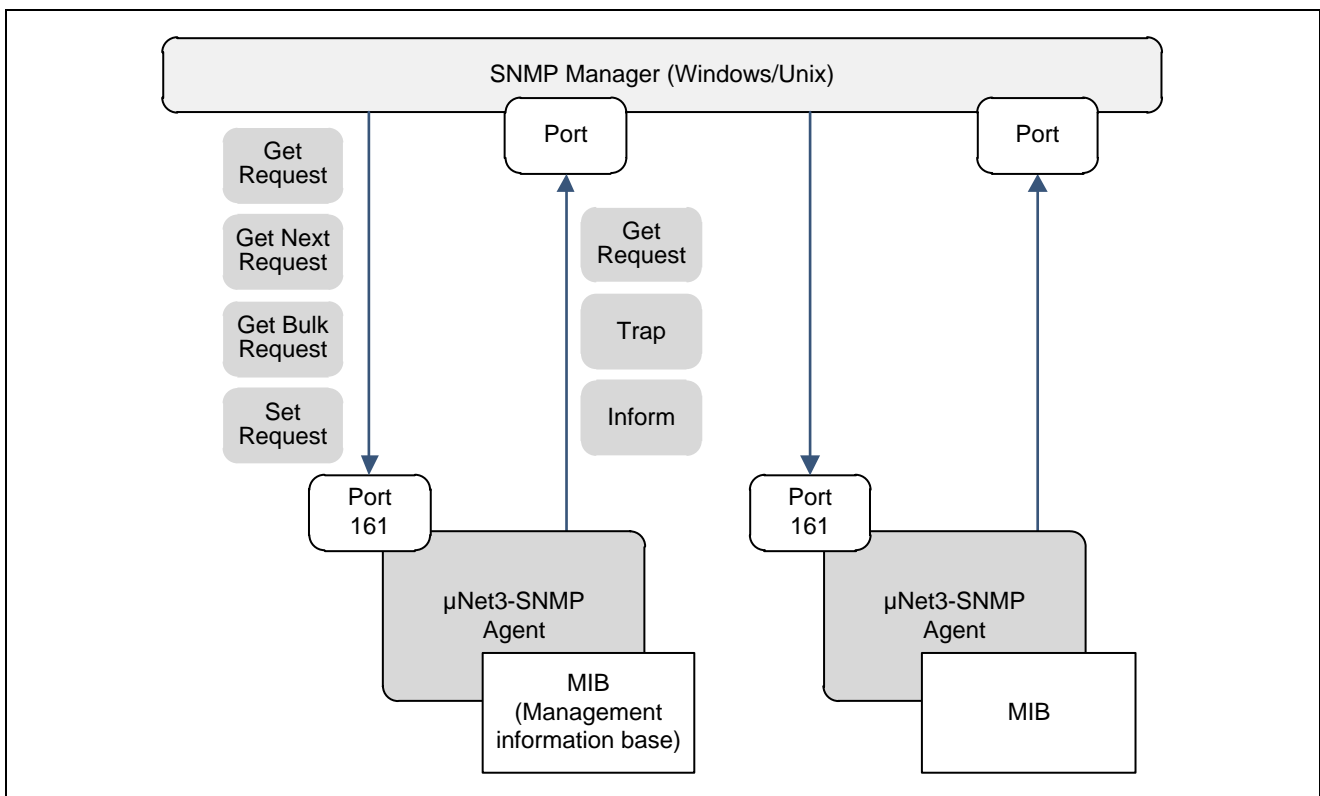 SNMP Manager (Windows/Unix)
Port
Port
Get
Request
Get Next
Request
Get Bulk
Request
Set
Request
Get
Request
Trap
Inform
Port
161
Port
161
µNet3-SNMP
Agent
MIB
(Management
information base)
µNet3-SNMP
Agent
MIB